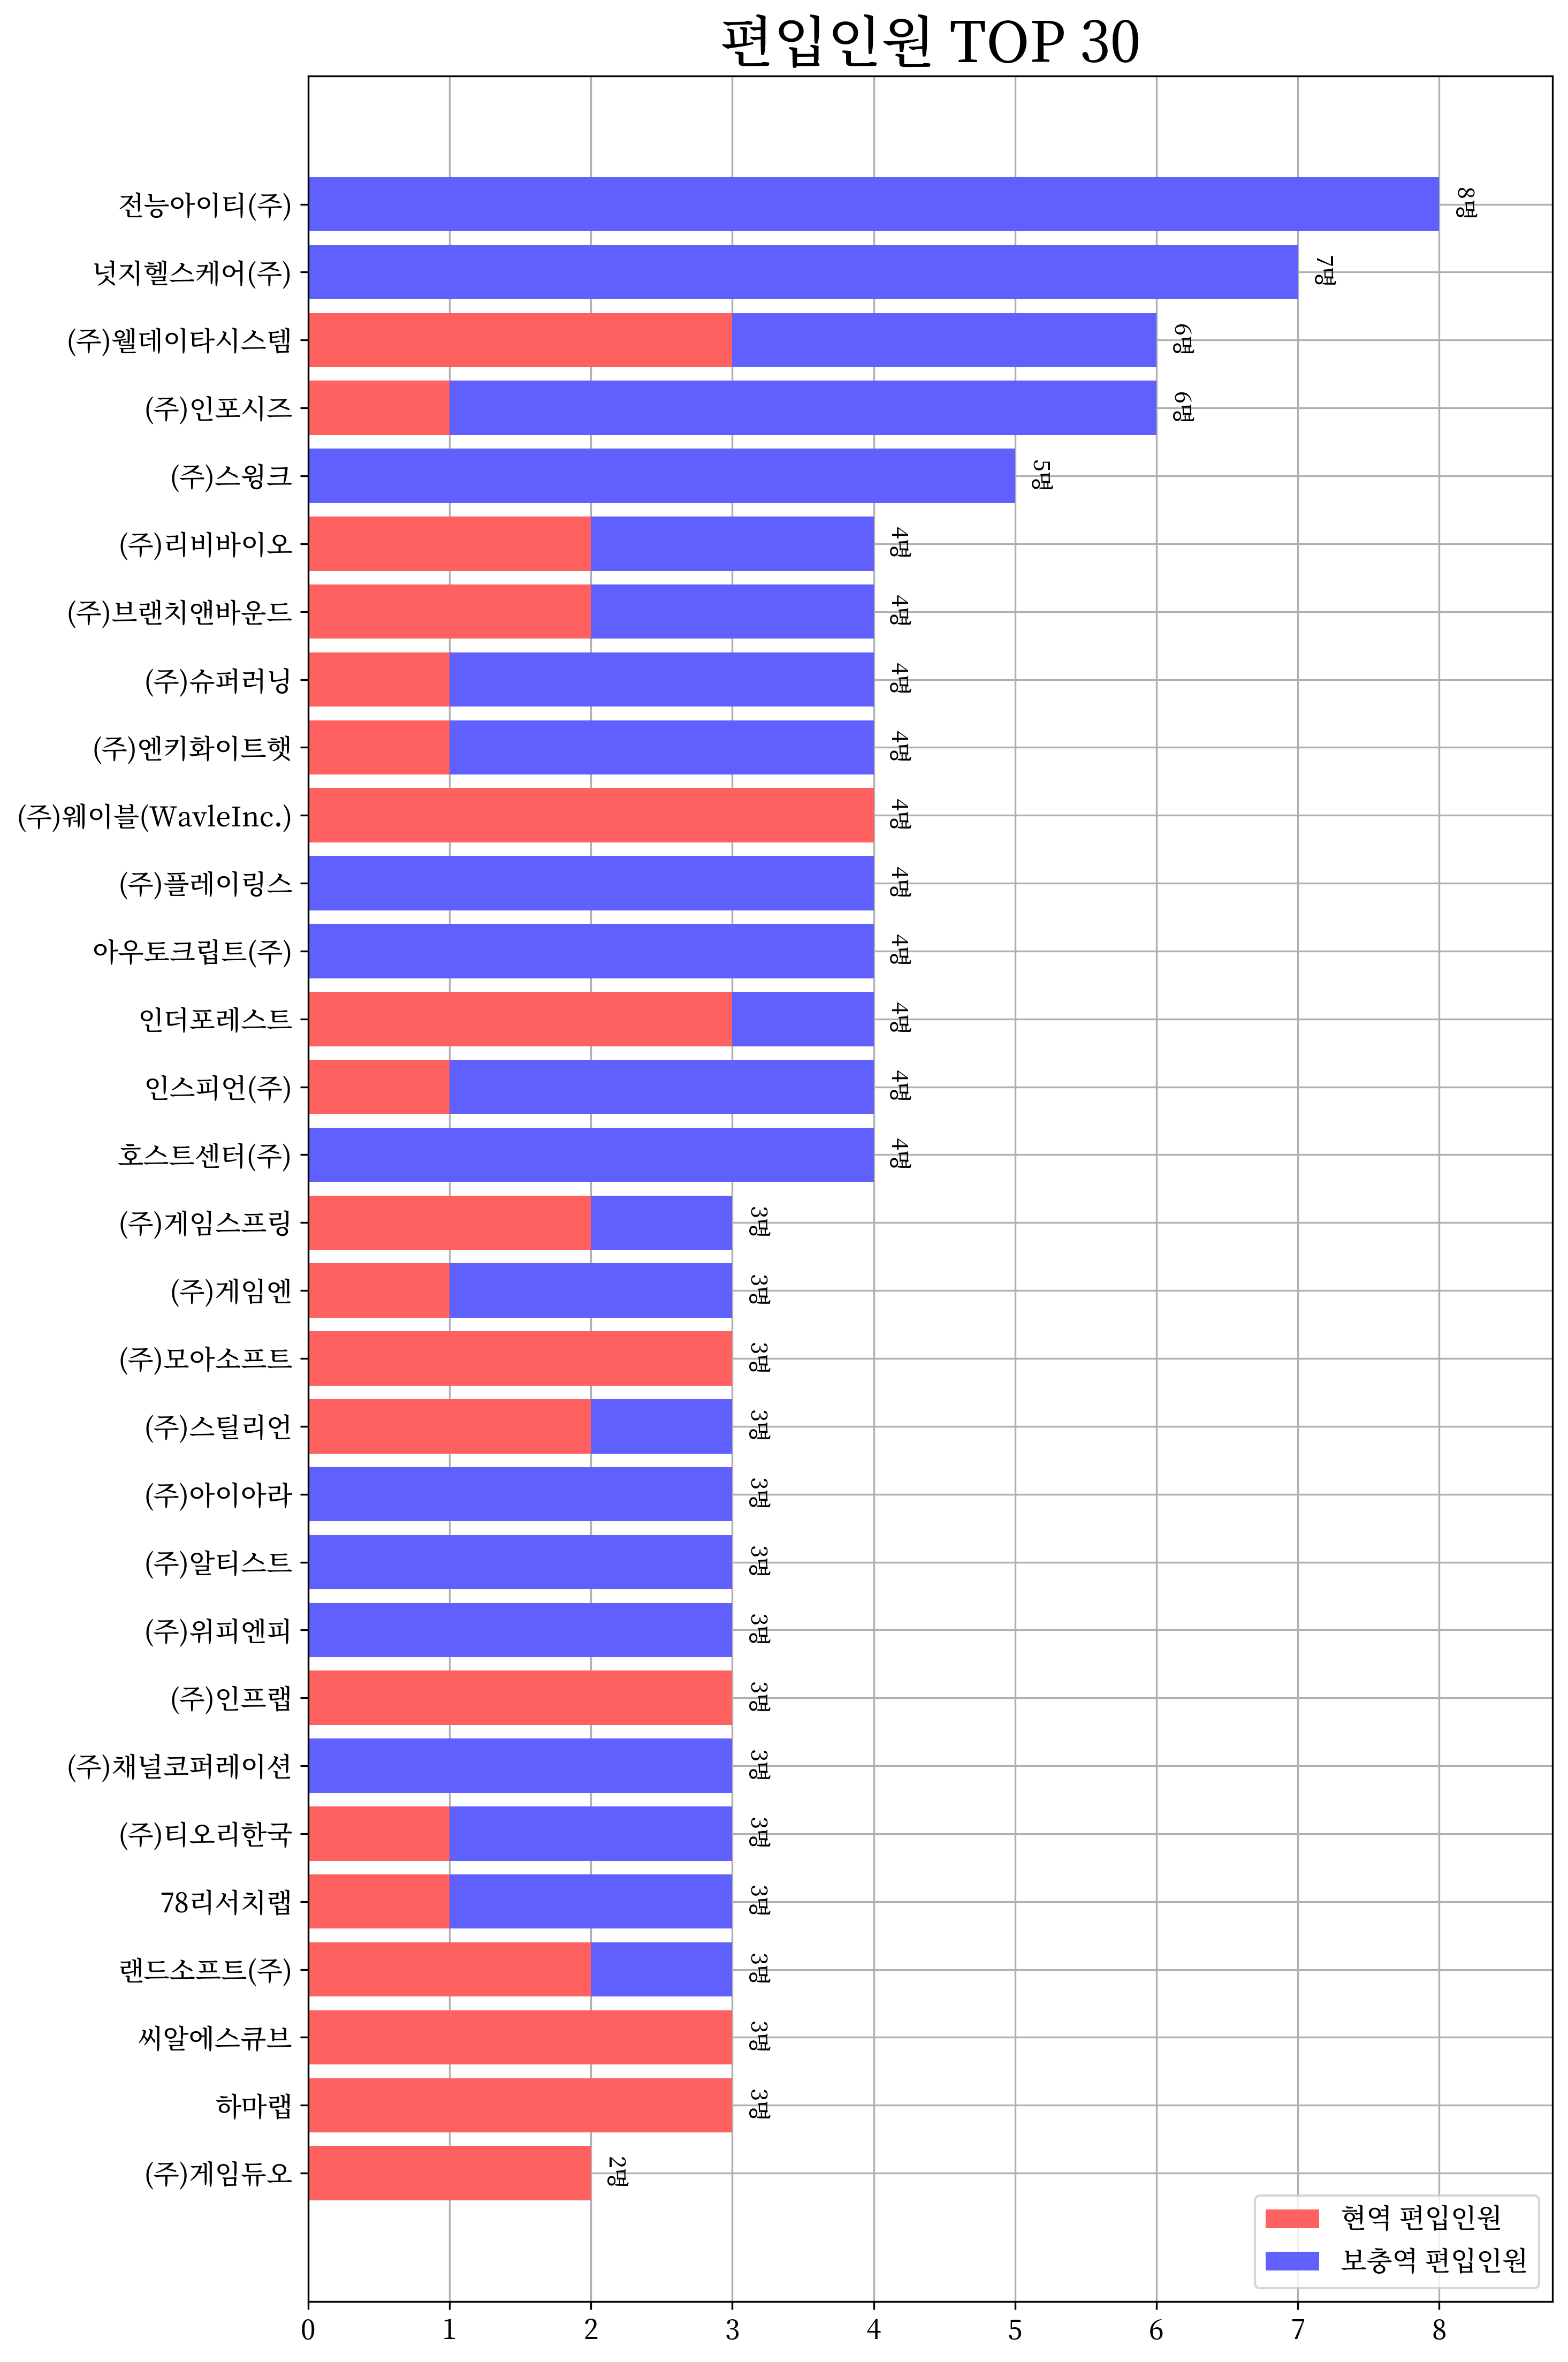 편입인원 TOP 30
전능아이티(주)
8명
넛지헬스케어(주)
7명
(주)웰데이타시스템
6명
(주)인포시즈
6명
(주)스윙크
5명
(주)리비바이오
4명
(주)브랜치앤바운드
4명
(주)슈퍼러닝
4명
(주)엔키화이트햇
4명
(주)웨이블(WavleInc.)
4명
(주)플레이링스
4명
아우토크립트(주)
4명
인더포레스트
4명
인스피언(주)
4명
호스트센터(주)
4명
(주)게임스프링
3명
(주)게임엔
3명
(주)모아소프트
3명
(주)스틸리언
3명
(주)아이아라
3명
(주)알티스트
3명
(주)위피엔피
3명
(주)인프랩
3명
(주)채널코퍼레이션
3명
(주)티오리한국
3명
78리서치랩
3명
랜드소프트(주)
3명
씨알에스큐브
3명
하마랩
3명
(주)게임듀오
2명
현역 편입인원
보충역 편입인원
0 1 2 3 4 5 6 7 8